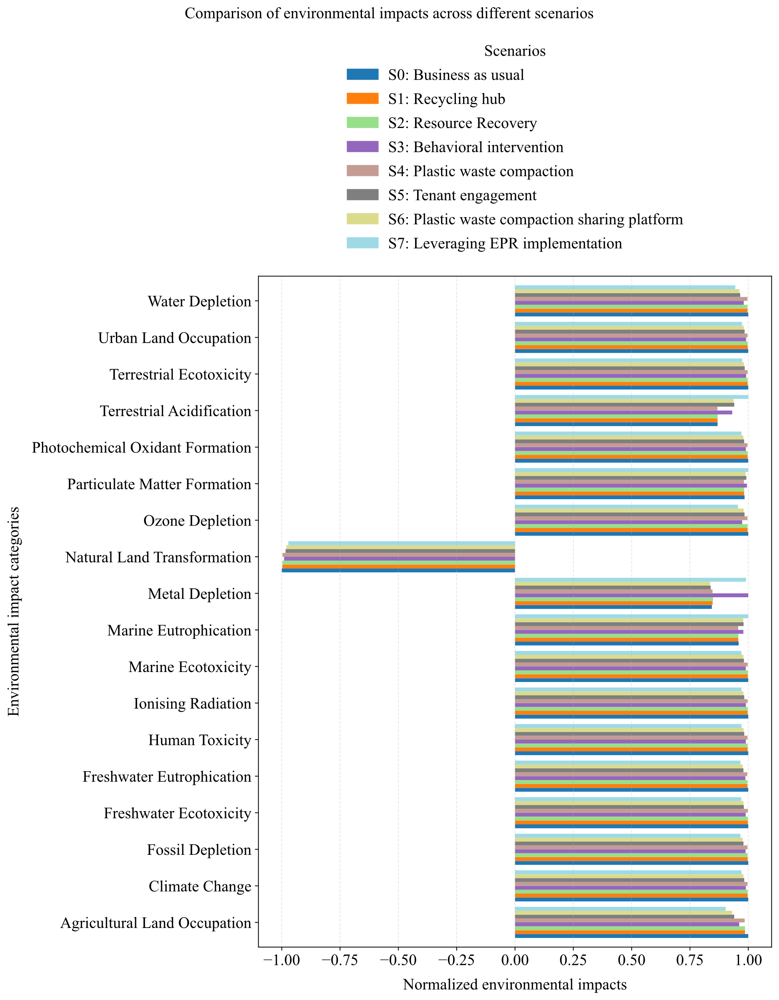 Comparison of environmental impacts across different scenarios
Scenarios
S0: Business as usual
S1: Recycling hub
S2: Resource Recovery
S3: Behavioral intervention
S4: Plastic waste compaction
S5: Tenant engagement
S6: Plastic waste compaction sharing platform
S7: Leveraging EPR implementation
Environmental impact categories
Water Depletion
Urban Land Occupation
Terrestrial Ecotoxicity
Terrestrial Acidification
Photochemical Oxidant Formation
Particulate Matter Formation
Ozone Depletion
Natural Land Transformation
Metal Depletion
Marine Eutrophication
Marine Ecotoxicity
Ionising Radiation
Human Toxicity
Freshwater Eutrophication
Freshwater Ecotoxicity
Fossil Depletion
Climate Change
Agricultural Land Occupation
−1.00 −0.75 −0.50 −0.25 0.00 0.25 0.50 0.75 1.00
Normalized environmental impacts